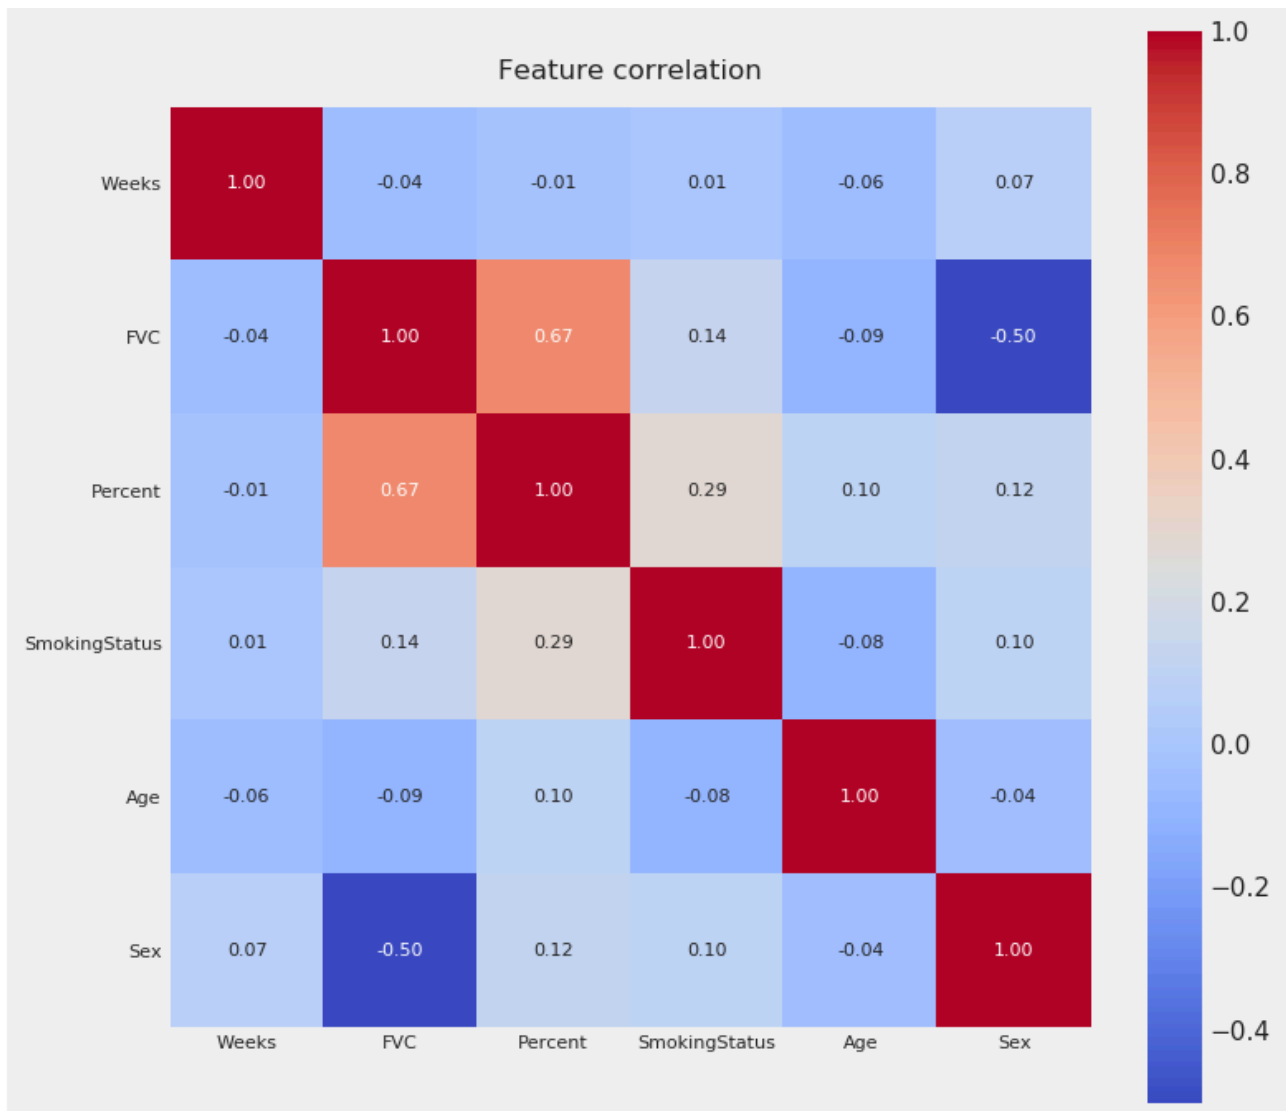 Feature correlation
Weeks 1.00 -0.04 -0.01 0.01 -0.06 0.07
FVC -0.04 1.00 0.67 0.14 -0.09 -0.50
Percent -0.01 0.67 1.00 0.29 0.10 0.12
SmokingStatus 0.01 0.14 0.29 1.00 -0.08 0.10
Age -0.06 -0.09 0.10 -0.08 1.00 -0.04
Sex 0.07 -0.50 0.12 0.10 -0.04 1.00
Weeks FVC Percent SmokingStatus Age Sex
1.0
0.8
0.6
0.4
0.2
0.0
−0.2
−0.4